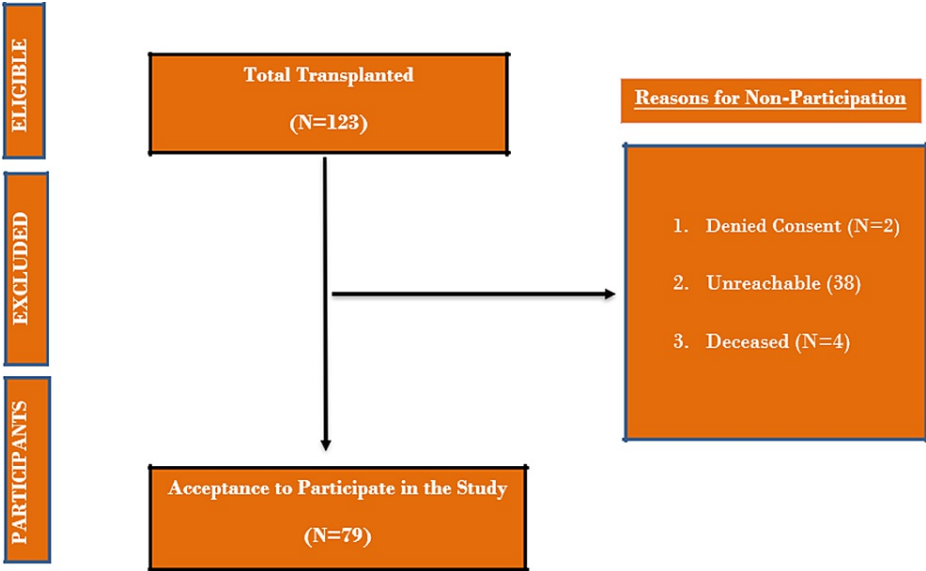 ELIGIBLE
Total Transplanted
(N=123)
Reasons for Non-Participation
EXCLUDED
1. Denied Consent (N=2)
2. Unreachable (38)
3. Deceased (N=4)
PARTICIPANTS
Acceptance to Participate in the Study
(N=79)